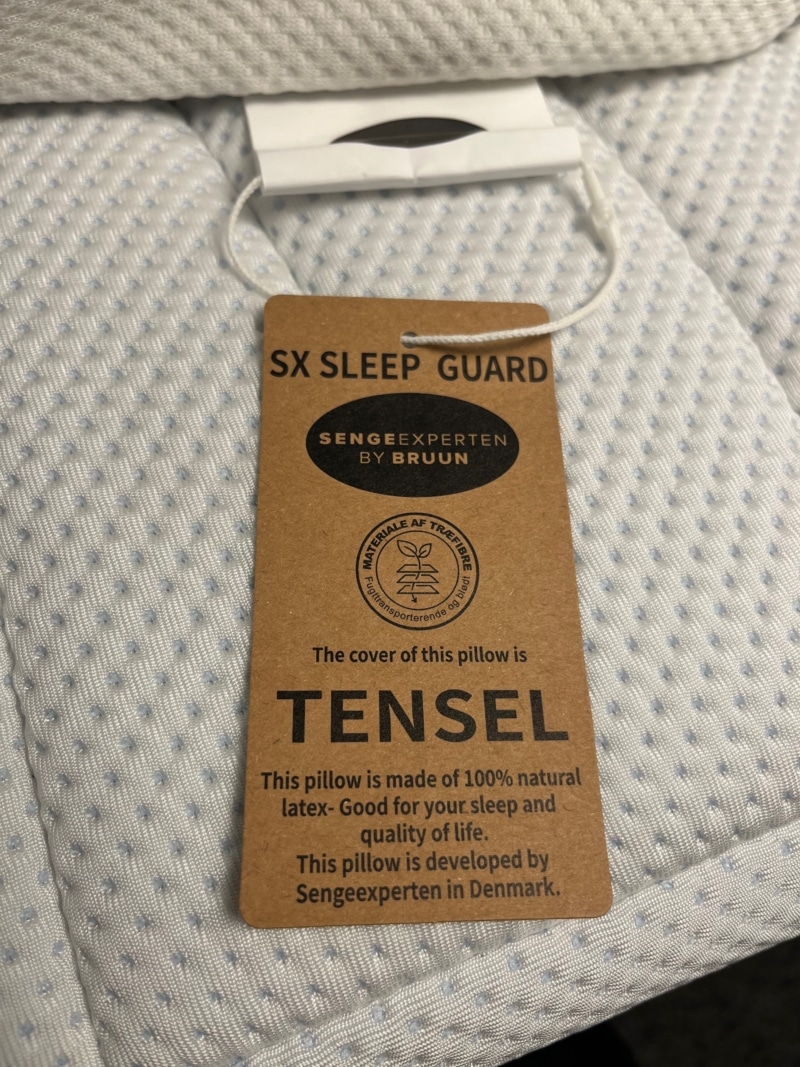 SX SLEEP GUARD
SENGEEXPERTEN
BY BRUUN
MATERIALE AF TRÆFIBRE
Fugttransporterende og blødt
The cover of this pillow is
TENSEL
This pillow is made of 100% natural
latex- Good for your sleep and
quality of life.
This pillow is developed by
Sengeexperten in Denmark.